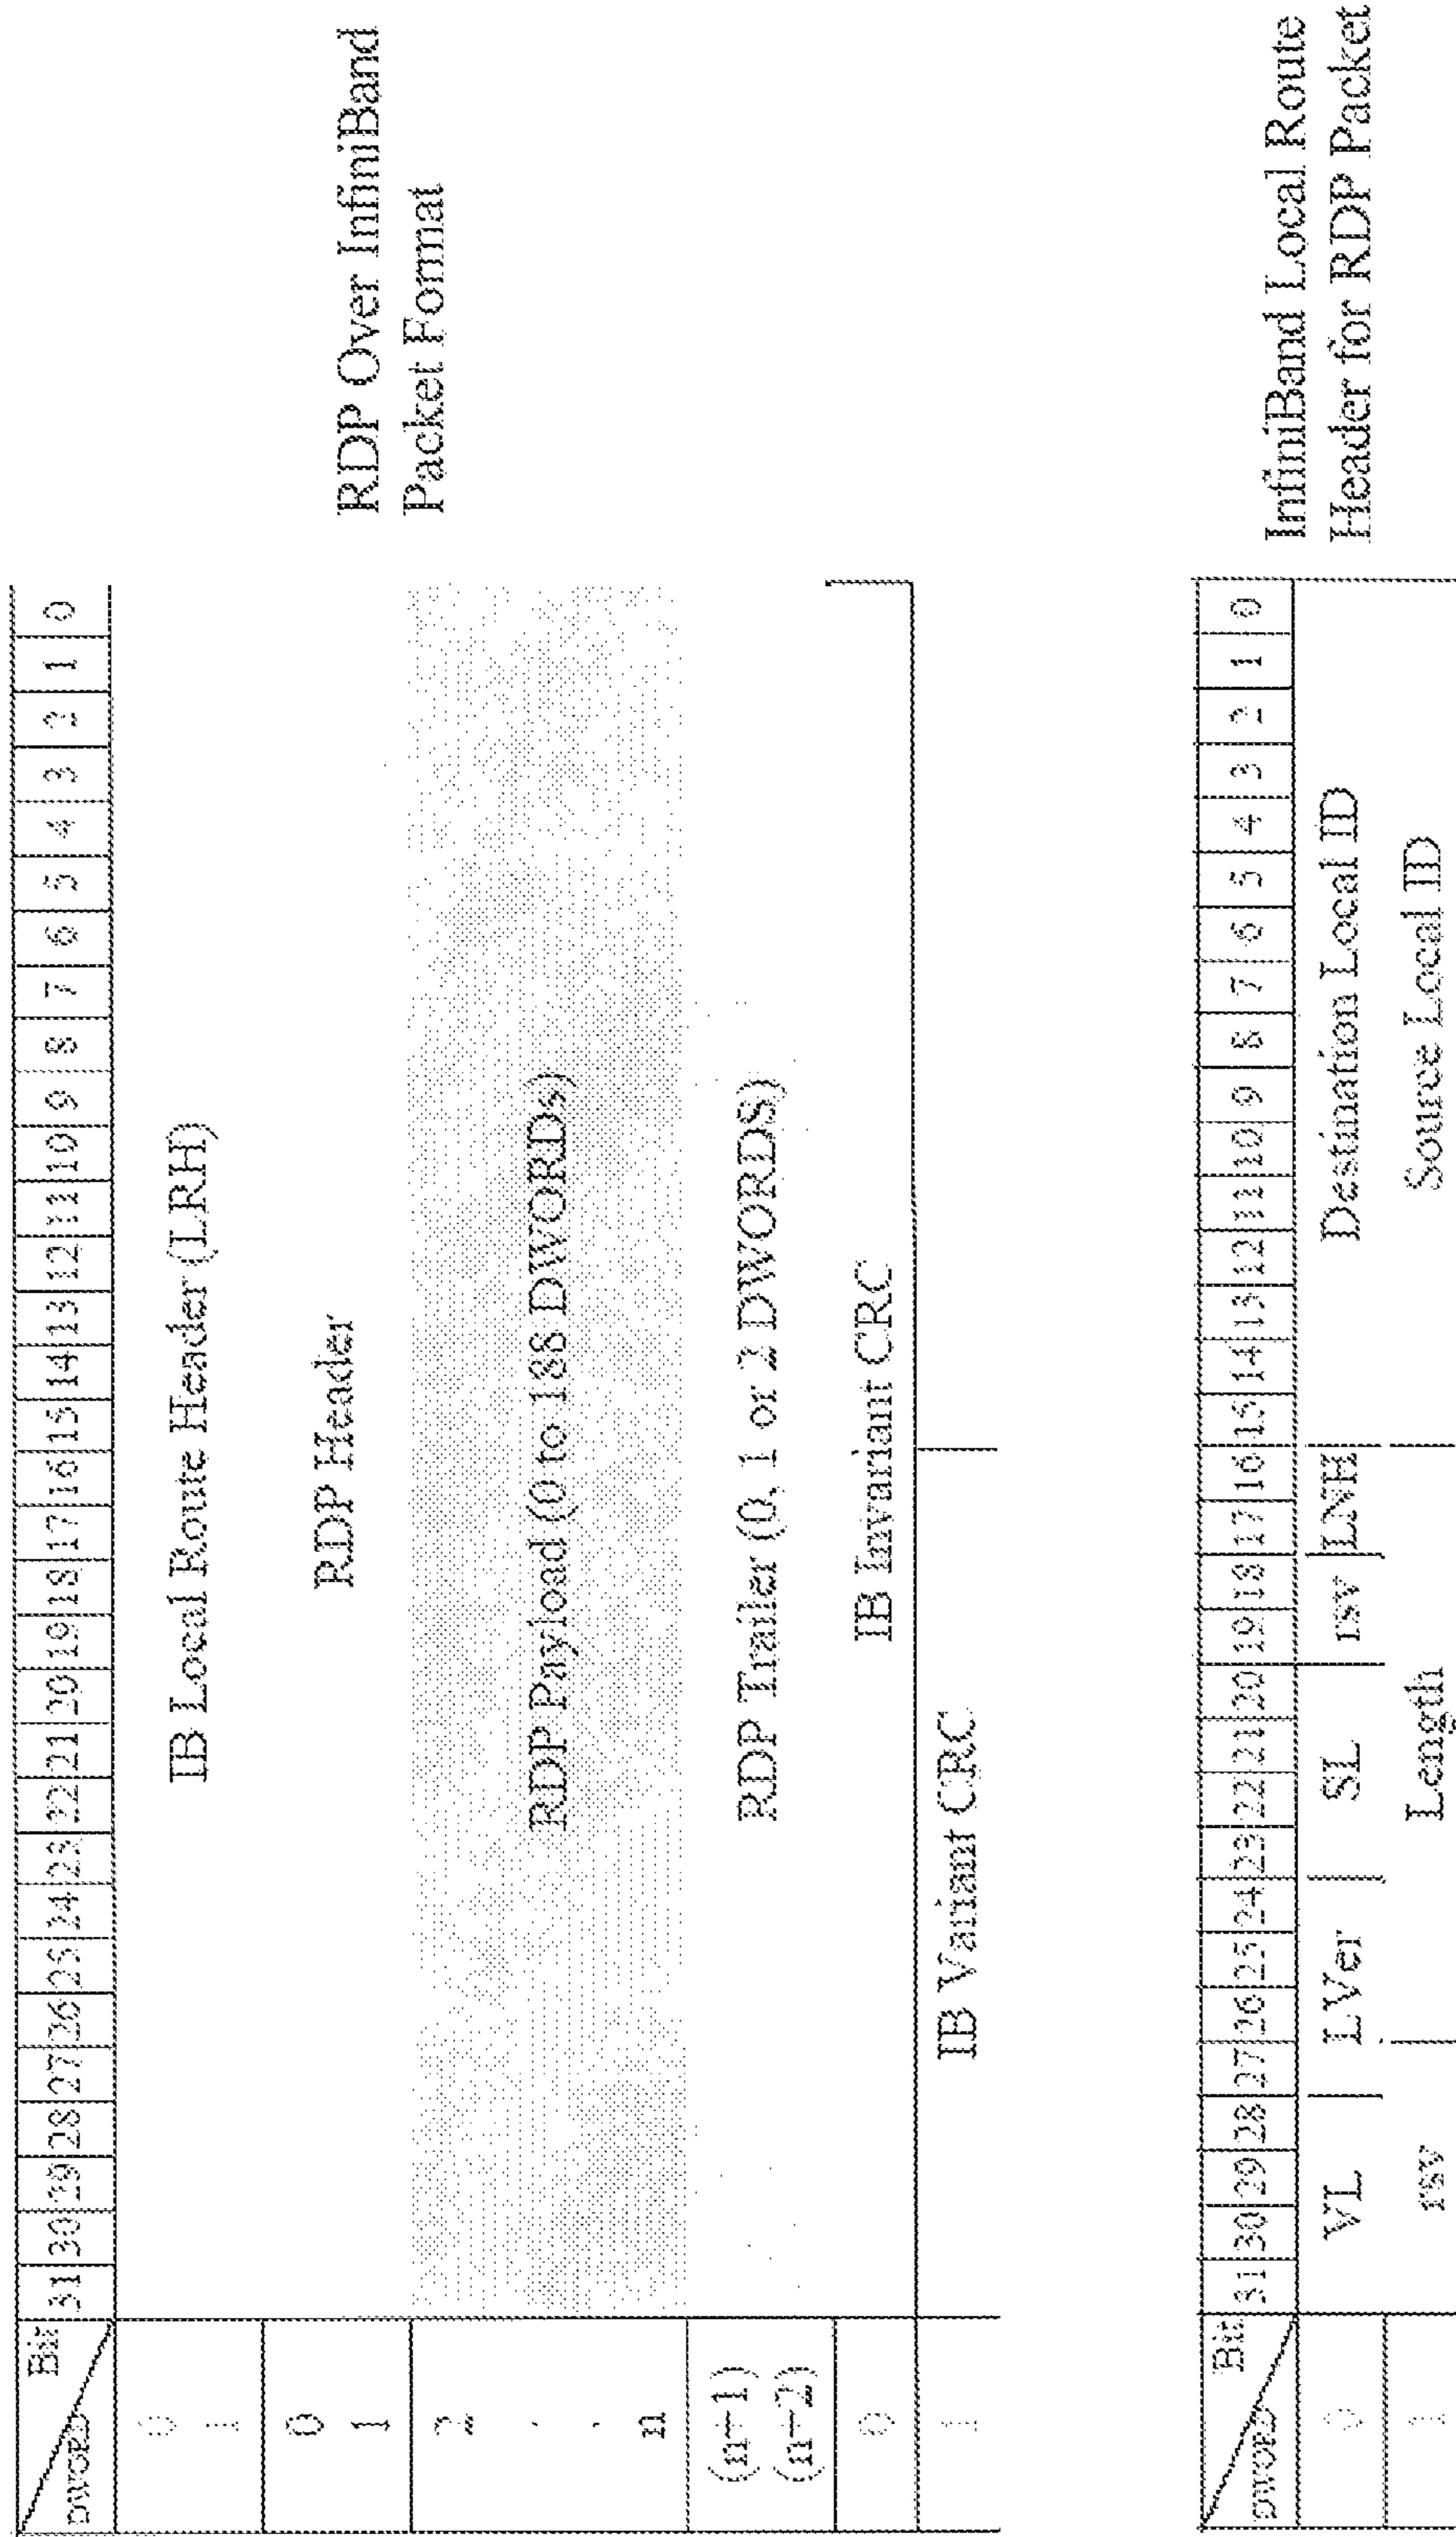 Bit
DWORD
31 30 29 28 27 26 25 24 23 22 21 20 19 18 17 16 15 14 13 12 11 10 9 8 7 6 5 4 3 2 1 0
0
1
IB Local Route Header (LRH)
0
1
RDP Header
2
.
.
n
RDP Payload (0 to 188 DWORDs)
(n+1)
(n+2)
RDP Trailer (0, 1 or 2 DWORDS)
0
IB Invariant CRC
1
IB Variant CRC
RDP Over InfiniBand
Packet Format
Bit
DWORD
31 30 29 28 27 26 25 24 23 22 21 20 19 18 17 16 15 14 13 12 11 10 9 8 7 6 5 4 3 2 1 0
0 VL LVer SL rsv LNH Destination Local ID
1 rsv Length Source Local ID
InfiniBand Local Route
Header for RDP Packet